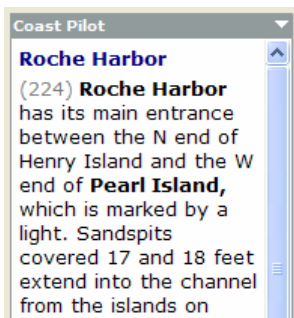 Coast Pilot
Roche Harbor
(224) Roche Harbor
has its main entrance
between the N end of
Henry Island and the W
end of Pearl Island,
which is marked by a
light. Sandspits
covered 17 and 18 feet
extend into the channel
from the islands on